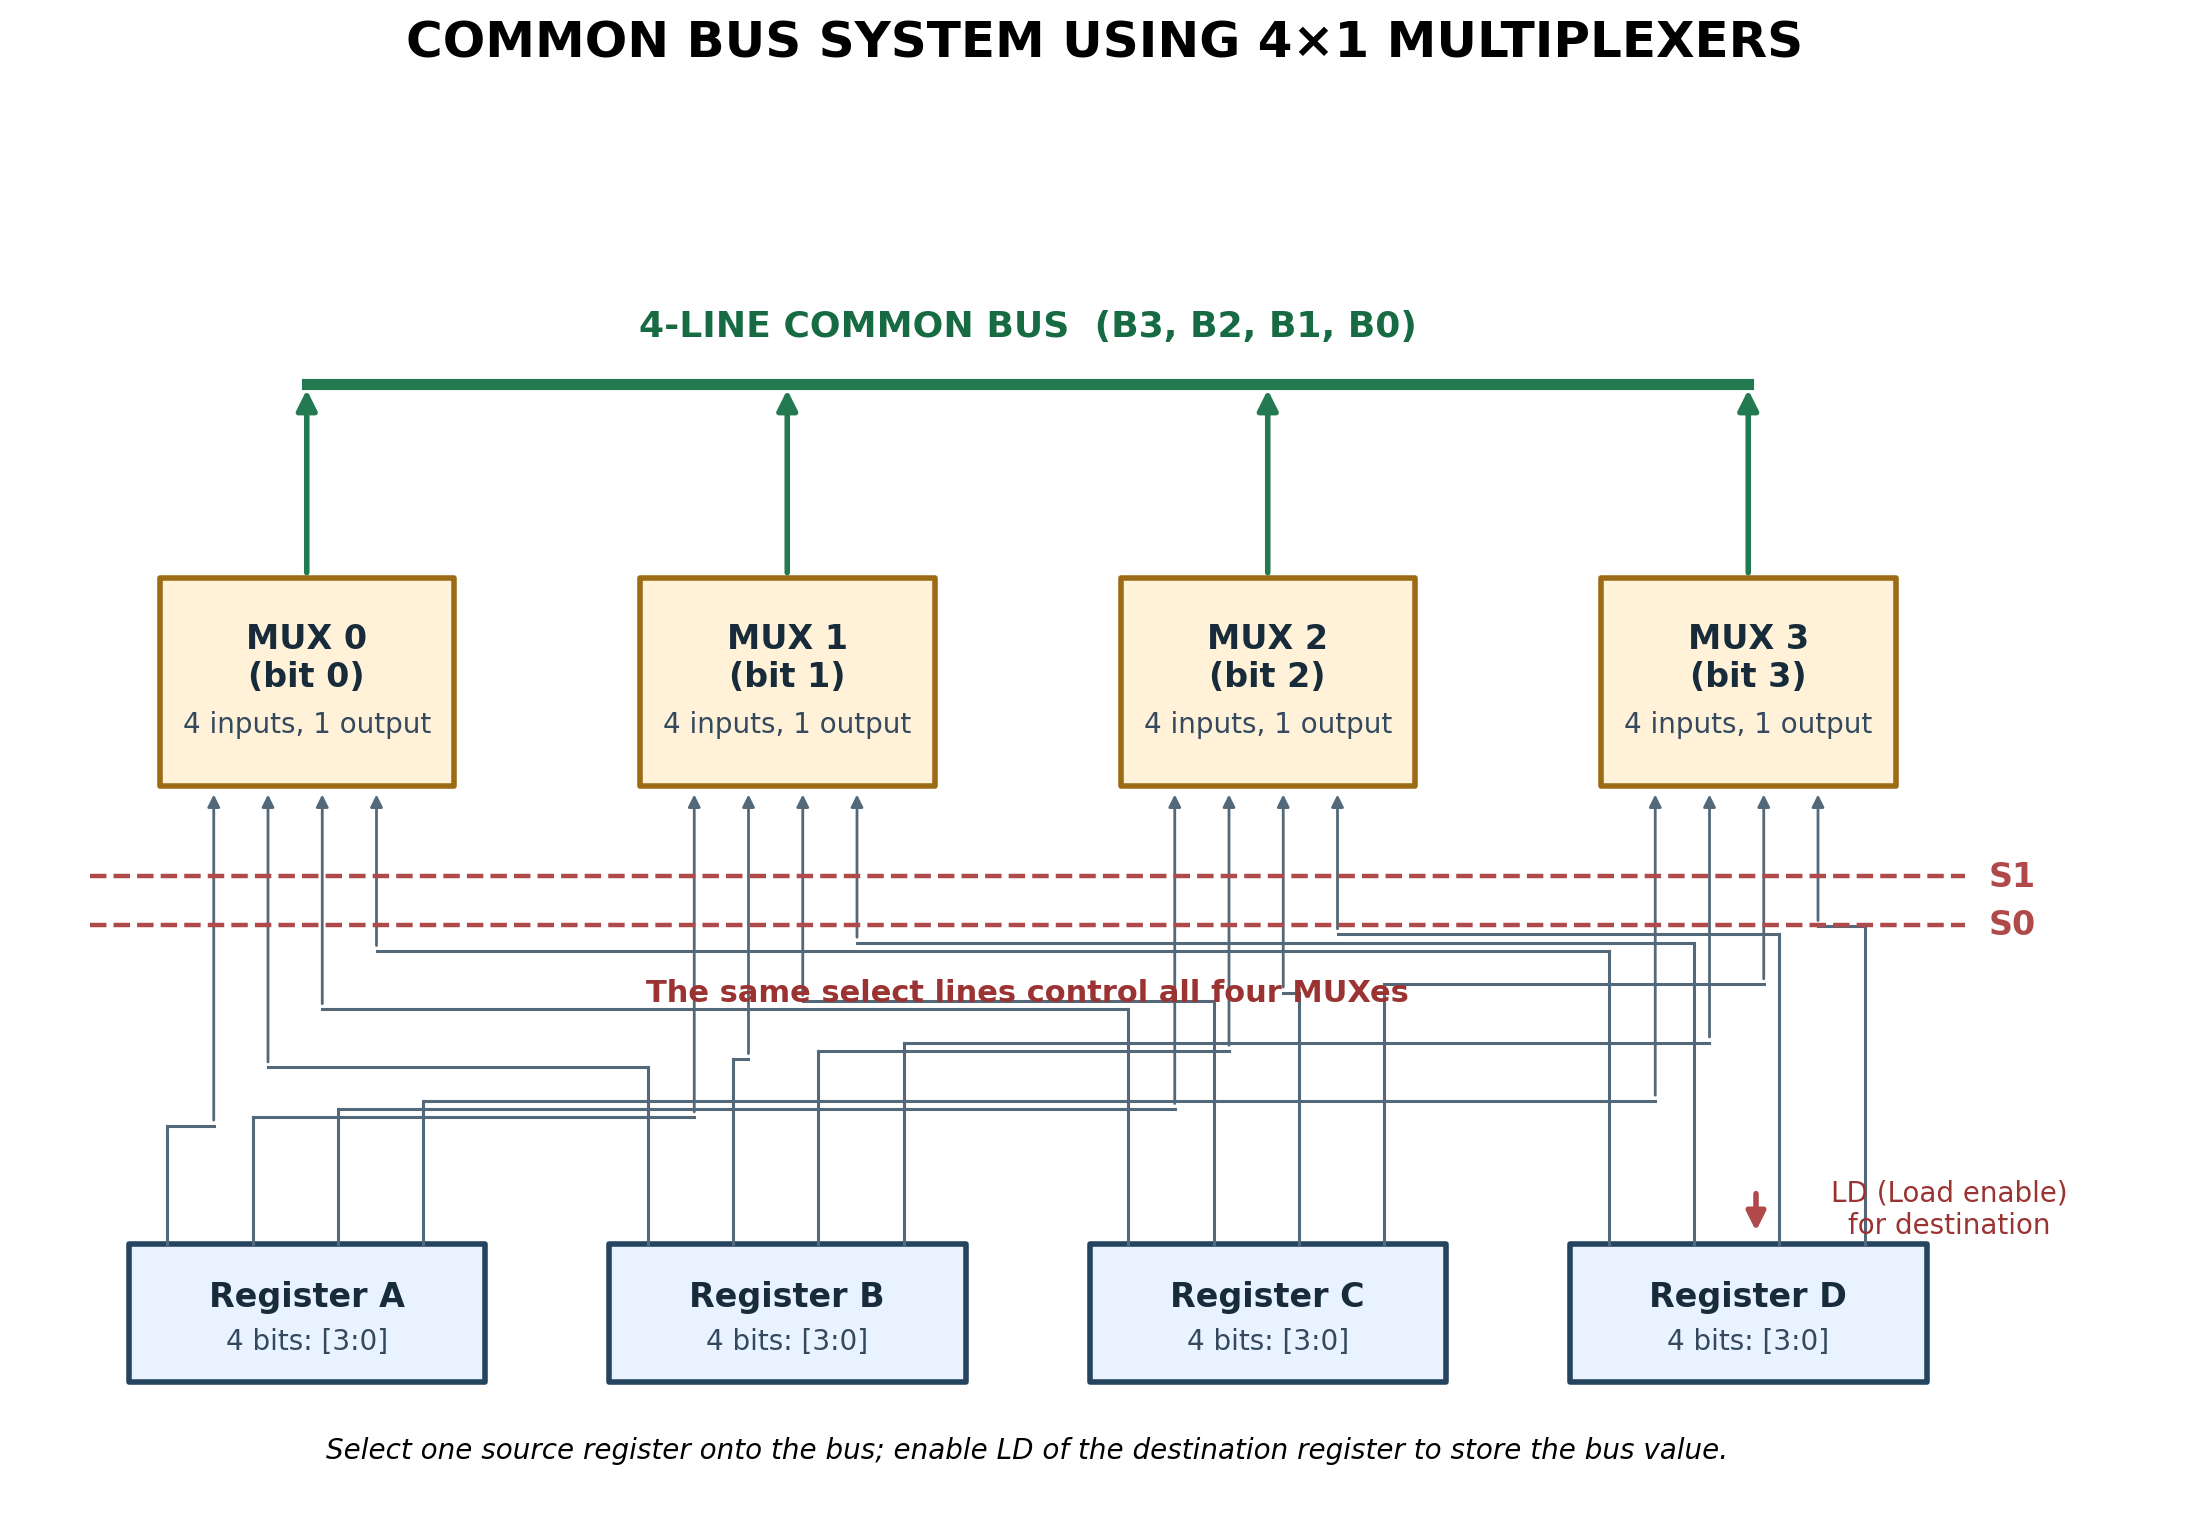 COMMON BUS SYSTEM USING 4×1 MULTIPLEXERS
4-LINE COMMON BUS  (B3, B2, B1, B0)
MUX 0
(bit 0)
4 inputs, 1 output
MUX 1
(bit 1)
4 inputs, 1 output
MUX 2
(bit 2)
4 inputs, 1 output
MUX 3
(bit 3)
4 inputs, 1 output
S1
S0
The same select lines control all four MUXes
LD (Load enable)
for destination
Register A
4 bits: [3:0]
Register B
4 bits: [3:0]
Register C
4 bits: [3:0]
Register D
4 bits: [3:0]
Select one source register onto the bus; enable LD of the destination register to store the bus value.